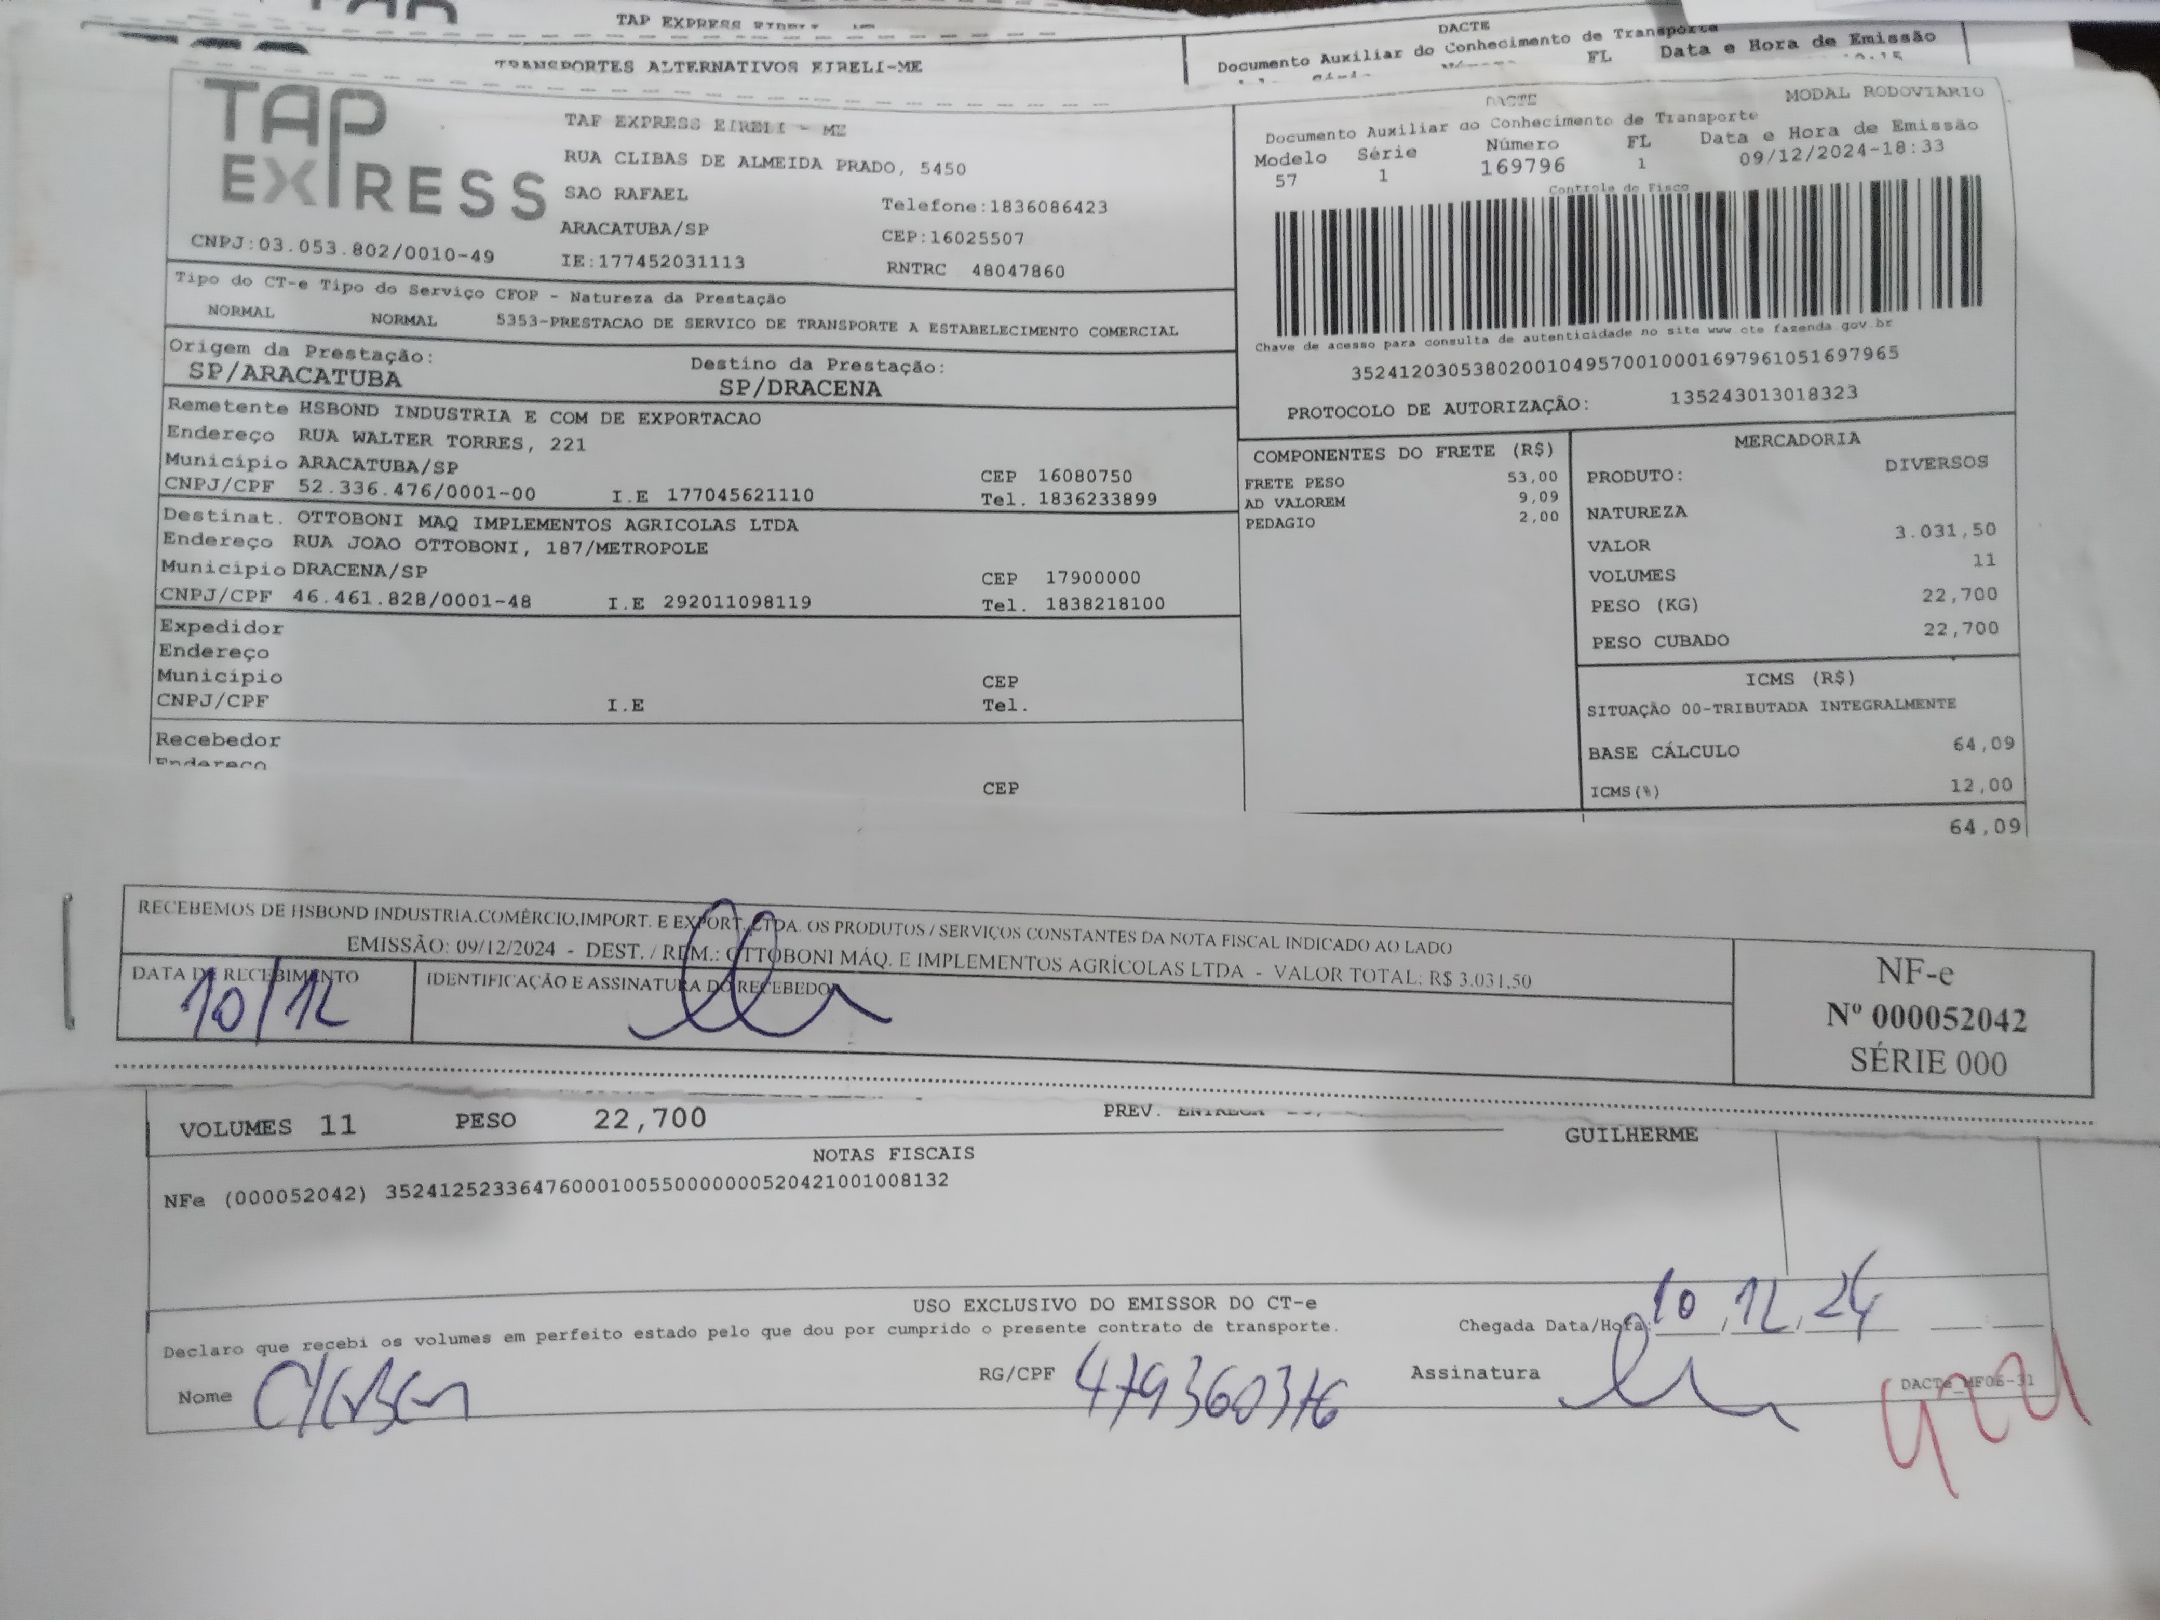 TAP EXPRESS EIRELI
TRANSPORTES ALTERNATIVOS EIRELI-ME
DACTE
Documento Auxiliar do Conhecimento de Transporte
FL Data e Hora de Emissão
TAP EXPRESS
TAP EXPRESS EIRELI - ME
RUA CLIBAS DE ALMEIDA PRADO, 5450
SAO RAFAEL
Telefone:1836086423
ARACATUBA/SP
CEP:16025507
CNPJ:03.053.802/0010-49
IE:177452031113
RNTRC 48047860
DACTE
MODAL RODOVIARIO
Documento Auxiliar do Conhecimento de Transporte
Modelo Série Número FL Data e Hora de Emissão
57 1 169796 1 09/12/2024-18:33
Controle do Fisco
Chave de acesso para consulta de autenticidade no site www.cte.fazenda.gov.br
35241203053802001049570010001697961051697965
PROTOCOLO DE AUTORIZAÇÃO: 135243013018323
Tipo do CT-e Tipo do Serviço CFOP - Natureza da Prestação
NORMAL NORMAL 5353-PRESTACAO DE SERVICO DE TRANSPORTE A ESTABELECIMENTO COMERCIAL
Origem da Prestação: Destino da Prestação:
SP/ARACATUBA SP/DRACENA
Remetente HSBOND INDUSTRIA E COM DE EXPORTACAO
Endereço RUA WALTER TORRES, 221
Município ARACATUBA/SP CEP 16080750
CNPJ/CPF 52.336.476/0001-00 I.E 177045621110 Tel. 1836233899
Destinat. OTTOBONI MAQ IMPLEMENTOS AGRICOLAS LTDA
Endereço RUA JOAO OTTOBONI, 187/METROPOLE
Município DRACENA/SP CEP 17900000
CNPJ/CPF 46.461.828/0001-48 I.E 292011098119 Tel. 1838218100
Expedidor
Endereço
Município CEP
CNPJ/CPF I.E Tel.
Recebedor
Endereço
CEP
COMPONENTES DO FRETE (R$)
FRETE PESO 53,00
AD VALOREM 9,09
PEDAGIO 2,00
MERCADORIA
PRODUTO: DIVERSOS
NATUREZA
VALOR 3.031,50
VOLUMES 11
PESO (KG) 22,700
PESO CUBADO 22,700
ICMS (R$)
SITUAÇÃO 00-TRIBUTADA INTEGRALMENTE
BASE CÁLCULO 64,09
ICMS(%) 12,00
64,09
RECEBEMOS DE HSBOND INDUSTRIA.COMÉRCIO,IMPORT. E EXPORT. LTDA. OS PRODUTOS / SERVIÇOS CONSTANTES DA NOTA FISCAL INDICADO AO LADO
EMISSÃO: 09/12/2024 - DEST. / REM.: OTTOBONI MÁQ. E IMPLEMENTOS AGRÍCOLAS LTDA - VALOR TOTAL: R$ 3.031,50
DATA DE RECEBIMENTO
IDENTIFICAÇÃO E ASSINATURA DO RECEBEDOR
10/12
NF-e
Nº 000052042
SÉRIE 000
VOLUMES 11 PESO 22,700 PREV. ENTREGA
GUILHERME
NOTAS FISCAIS
NFe (000052042) 35241252336476000100550000000520421001008132
USO EXCLUSIVO DO EMISSOR DO CT-e
Declaro que recebi os volumes em perfeito estado pelo que dou por cumprido o presente contrato de transporte.
Chegada Data/Hora: 10, 12, 24
Nome
RG/CPF
Assinatura
DACTe_MF06-31